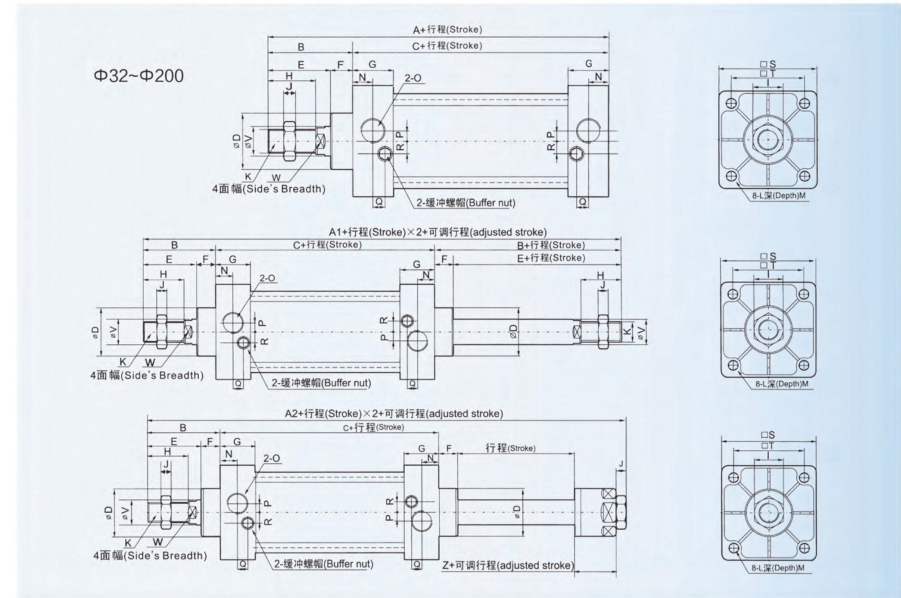 A+行程(Stroke)
B
C+行程(Stroke)
Φ32~Φ200
E
F
G
G
H
N
2-O
N
J
øD
øV
R P
R P
K
W
4面幅(Side's Breadth)
Q
Q
2-缓冲螺帽(Buffer nut)
□S
□T
I
8-L深(Depth)M
A1+行程(Stroke)×2+可调行程(adjusted stroke)
B
C+行程(Stroke)
B+行程(Stroke)
E
F
G
G
F
E+行程(Stroke)
H
N
2-O
N
H
J
J
øD
øV
P
R
R
P
øD
K
øV
K
W
4面幅(Side's Breadth)
Q
2-缓冲螺帽(Buffer nut)
Q
□S
□T
I
8-L深(Depth)M
A2+行程(Stroke)×2+可调行程(adjusted stroke)
B
C+行程(Stroke)
E
F
G
G
F
行程(Stroke)
H
N
2-O
N
J
J
øD
øV
P
R
R
P
øD
K
W
4面幅(Side's Breadth)
Q
2-缓冲螺帽(Buffer nut)
Q
Z+可调行程(adjusted stroke)
□S
□T
I
8-L深(Depth)M